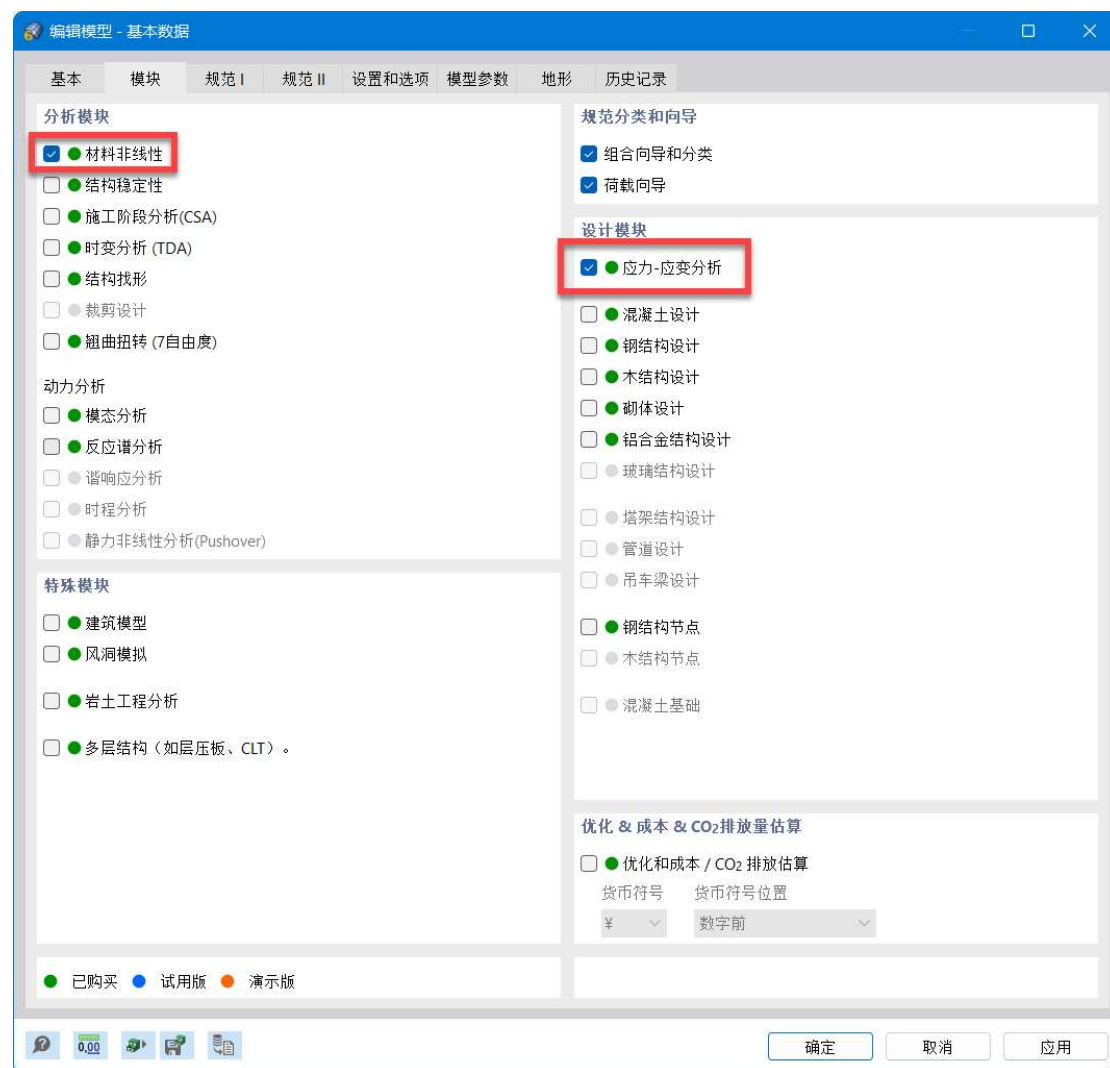 编辑模型 - 基本数据
基本 模块 规范 I 规范 II 设置和选项 模型参数 地形 历史记录
分析模块
材料非线性
结构稳定性
施工阶段分析(CSA)
时变分析 (TDA)
结构找形
裁剪设计
翘曲扭转 (7自由度)
动力分析
模态分析
反应谱分析
谐响应分析
时程分析
静力非线性分析(Pushover)
特殊模块
建筑模型
风洞模拟
岩土工程分析
多层结构（如层压板、CLT）。
规范分类和向导
组合向导和分类
荷载向导
设计模块
应力-应变分析
混凝土设计
钢结构设计
木结构设计
砌体设计
铝合金结构设计
玻璃结构设计
塔架结构设计
管道设计
吊车梁设计
钢结构节点
木结构节点
混凝土基础
优化 & 成本 & CO2排放量估算
优化和成本 / CO2 排放估算
货币符号 货币符号位置
¥ 数字前
已购买 试用版 演示版
0,00
确定 取消 应用